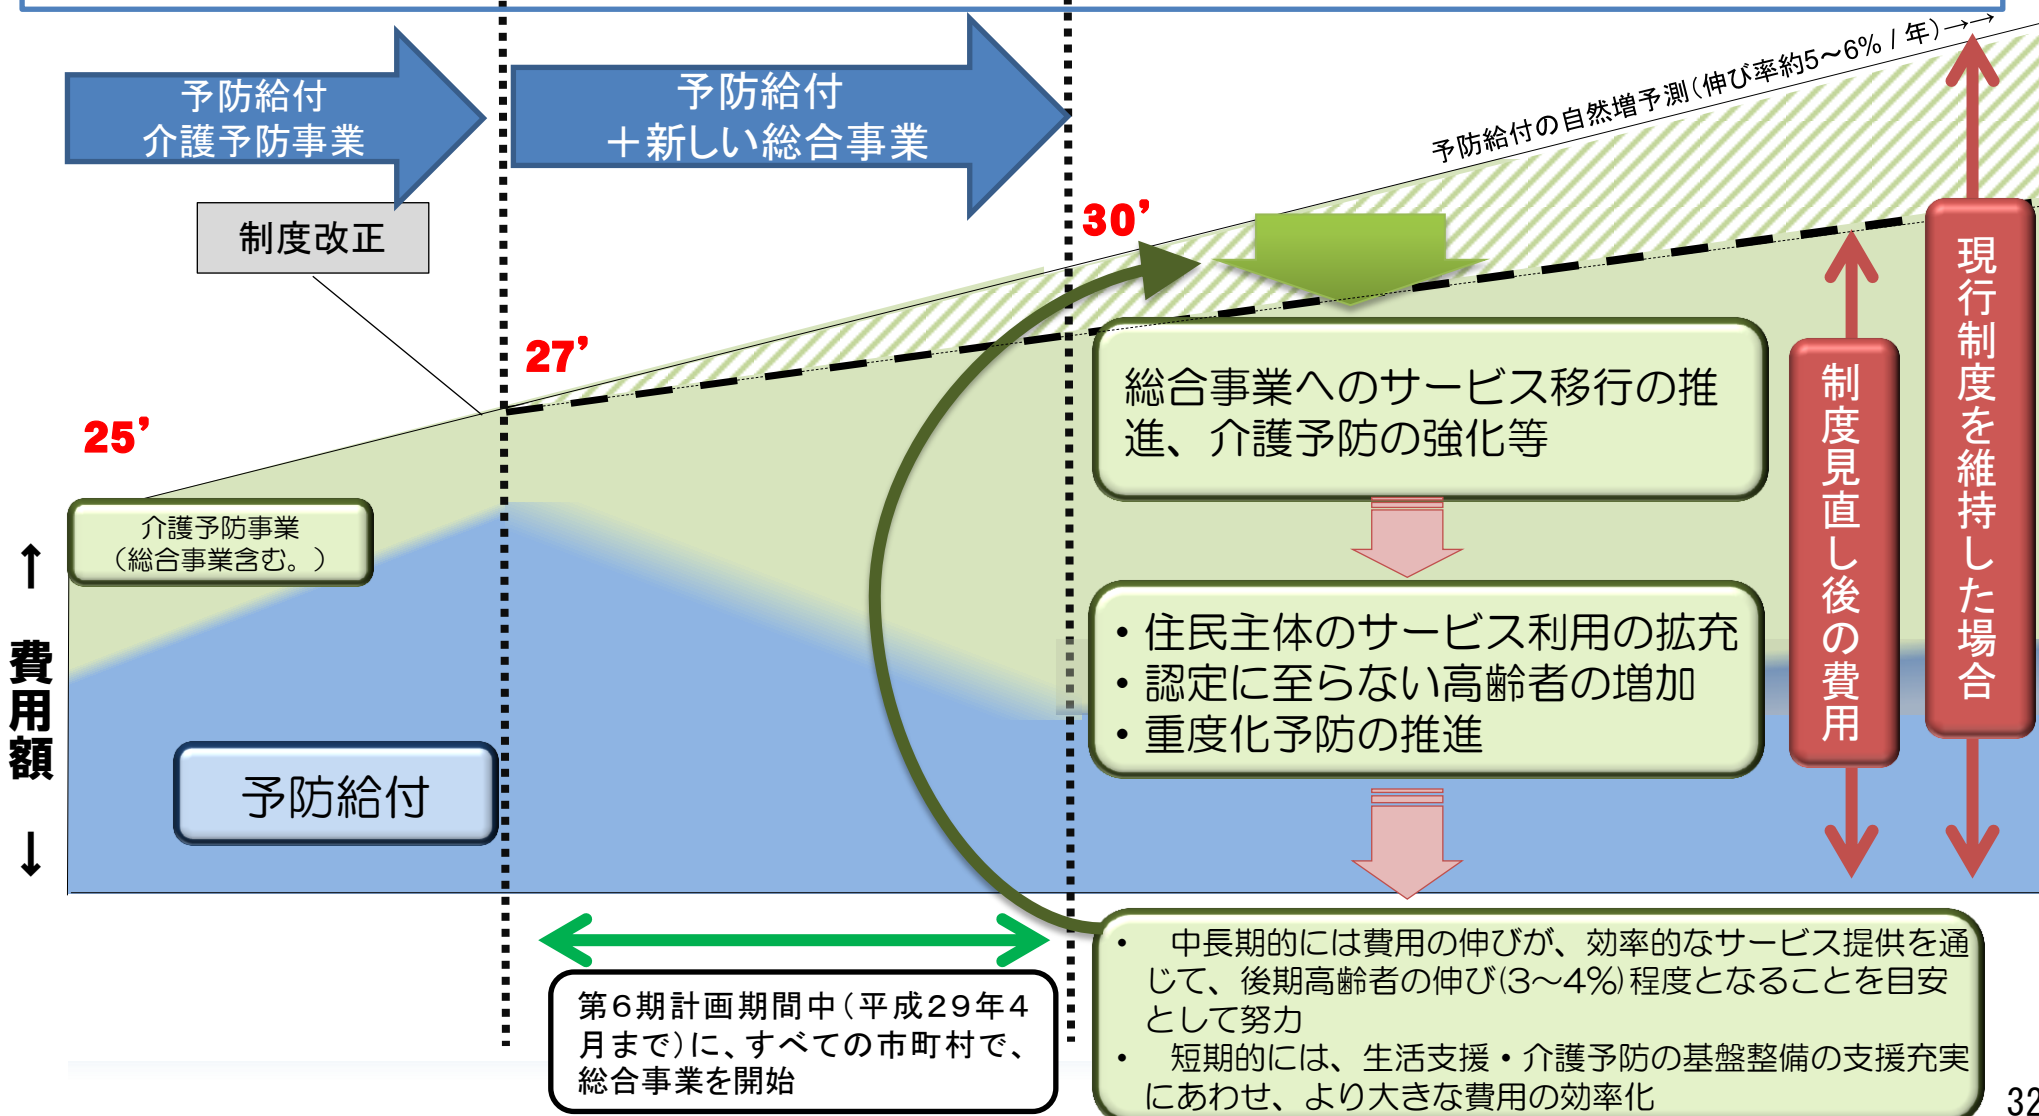 予防給付
介護予防事業
予防給付
＋新しい総合事業
予防給付の自然増予測（伸び率約5～6% / 年）→→
制度改正
25’
27’
30’
総合事業へのサービス移行の推
進、介護予防の強化等
・住民主体のサービス利用の拡充
・認定に至らない高齢者の増加
・重度化予防の推進
制度見直し後の費用
現行制度を維持した場合
介護予防事業
（総合事業含む。）
予防給付
↑ 費用額 ↓
第６期計画期間中（平成２９年４
月まで）に、すべての市町村で、
総合事業を開始
・ 中長期的には費用の伸びが、効率的なサービス提供を通
じて、後期高齢者の伸び(3～4%)程度となることを目安
として努力
・ 短期的には、生活支援・介護予防の基盤整備の支援充実
にあわせ、より大きな費用の効率化
32